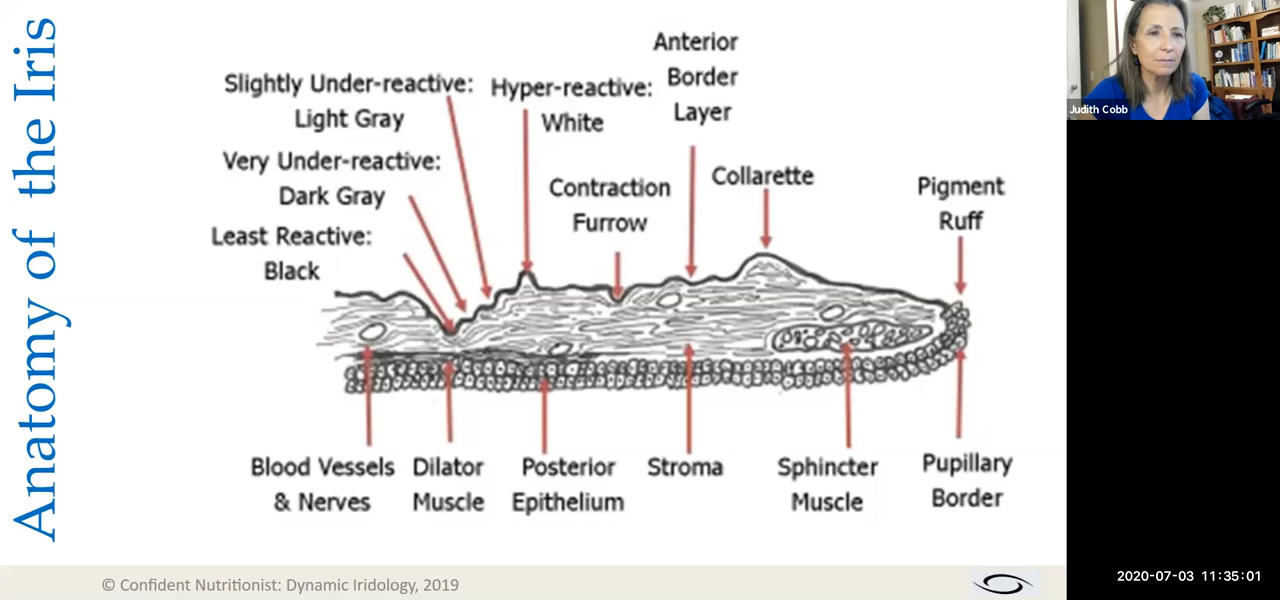 Anatomy of the Iris
Slightly Under-reactive:
Light Gray
Very Under-reactive:
Dark Gray
Least Reactive:
Black
Hyper-reactive:
White
Contraction
Furrow
Anterior
Border
Layer
Collarette
Pigment
Ruff
Blood Vessels
& Nerves
Dilator
Muscle
Posterior
Epithelium
Stroma
Sphincter
Muscle
Pupillary
Border
© Confident Nutritionist: Dynamic Iridology, 2019
Judith Cobb
2020-07-03 11:35:01